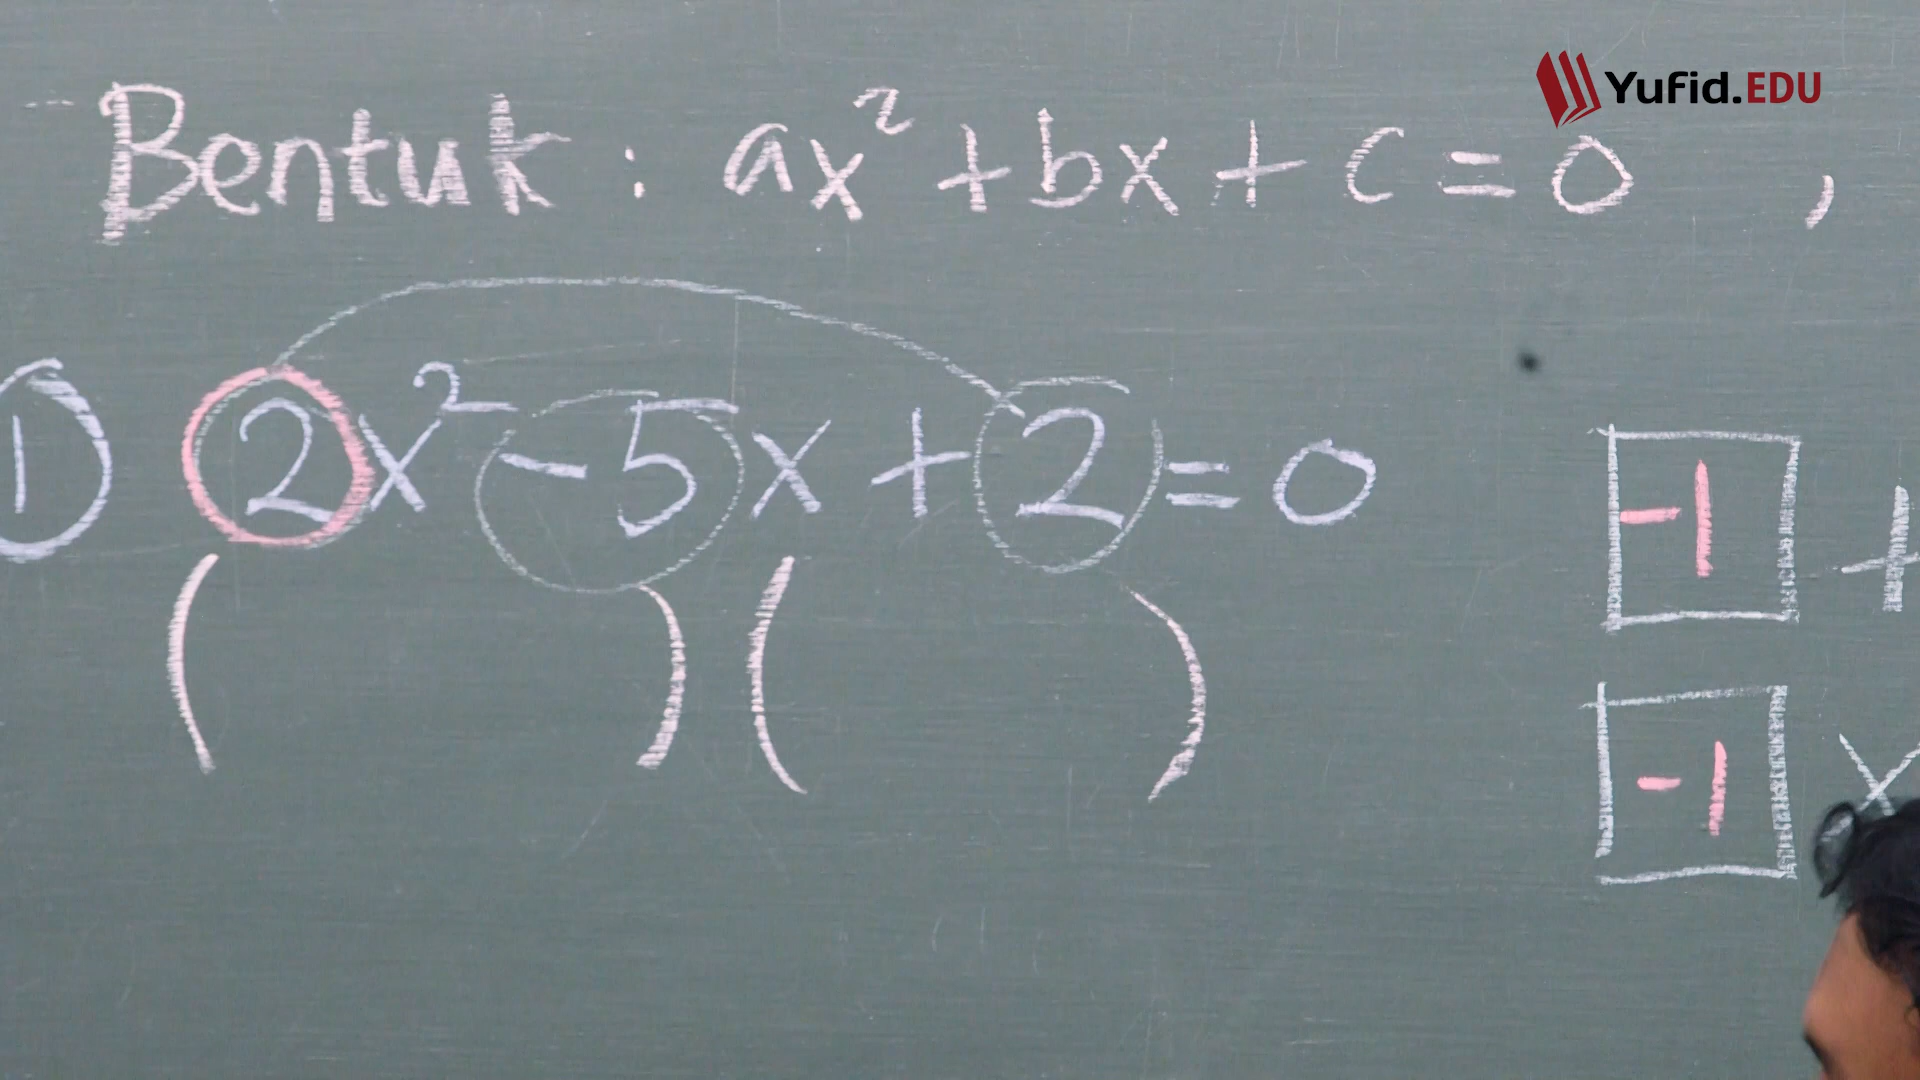 Yufid.EDU
Bentuk : ax² + bx + c = 0 ,
① 2x² - 5x + 2 = 0
( ) ( )
-1 +
-1 x